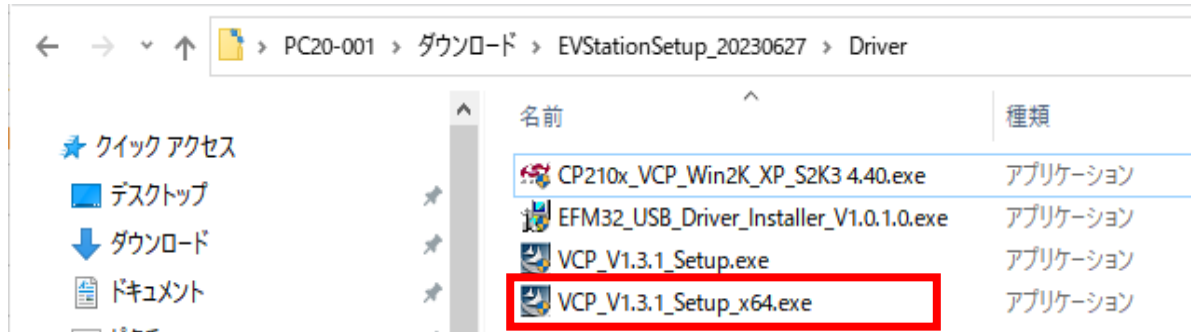 PC20-001 > ダウンロード > EVStationSetup_20230627 > Driver
名前 種類
クイック アクセス
デスクトップ
ダウンロード
ドキュメント
CP210x_VCP_Win2K_XP_S2K3 4.40.exe アプリケーション
EFM32_USB_Driver_Installer_V1.0.1.0.exe アプリケーション
VCP_V1.3.1_Setup.exe アプリケーション
VCP_V1.3.1_Setup_x64.exe アプリケーション